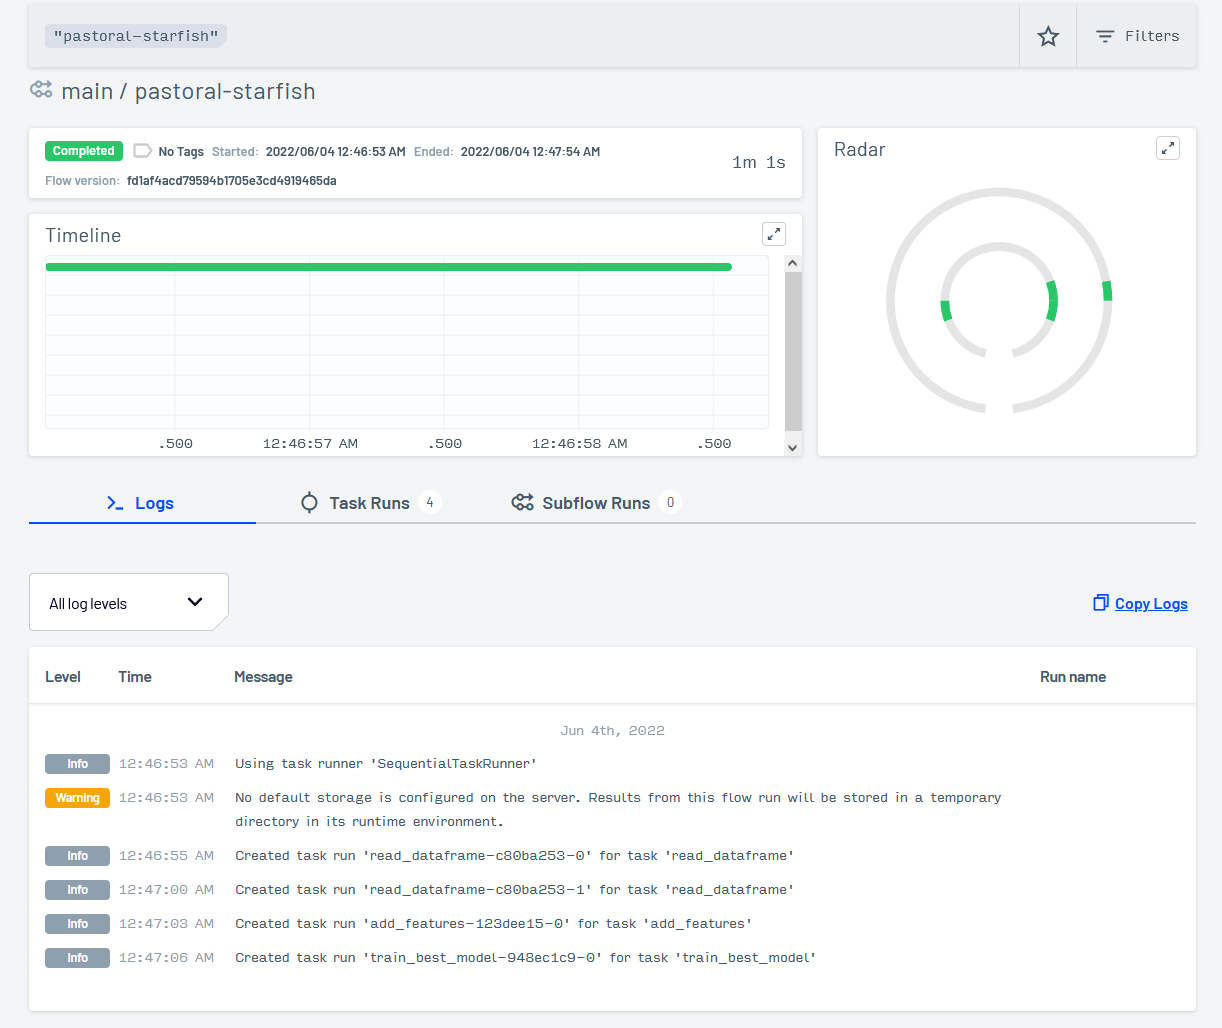 "pastoral-starfish"
Filters
main / pastoral-starfish
Completed No Tags Started: 2022/06/04 12:46:53 AM Ended: 2022/06/04 12:47:54 AM
1m 1s
Flow version: fd1af4acd79594b1705e3cd4919465da
Radar
Timeline
.500 12:46:57 AM .500 12:46:58 AM .500
Logs Task Runs 4 Subflow Runs 0
All log levels
Copy Logs
Level Time Message Run name
Jun 4th, 2022
Info 12:46:53 AM Using task runner 'SequentialTaskRunner'
Warning 12:46:53 AM No default storage is configured on the server. Results from this flow run will be stored in a temporary
directory in its runtime environment.
Info 12:46:55 AM Created task run 'read_dataframe-c80ba253-0' for task 'read_dataframe'
Info 12:47:00 AM Created task run 'read_dataframe-c80ba253-1' for task 'read_dataframe'
Info 12:47:03 AM Created task run 'add_features-123dee15-0' for task 'add_features'
Info 12:47:06 AM Created task run 'train_best_model-948ec1c9-0' for task 'train_best_model'